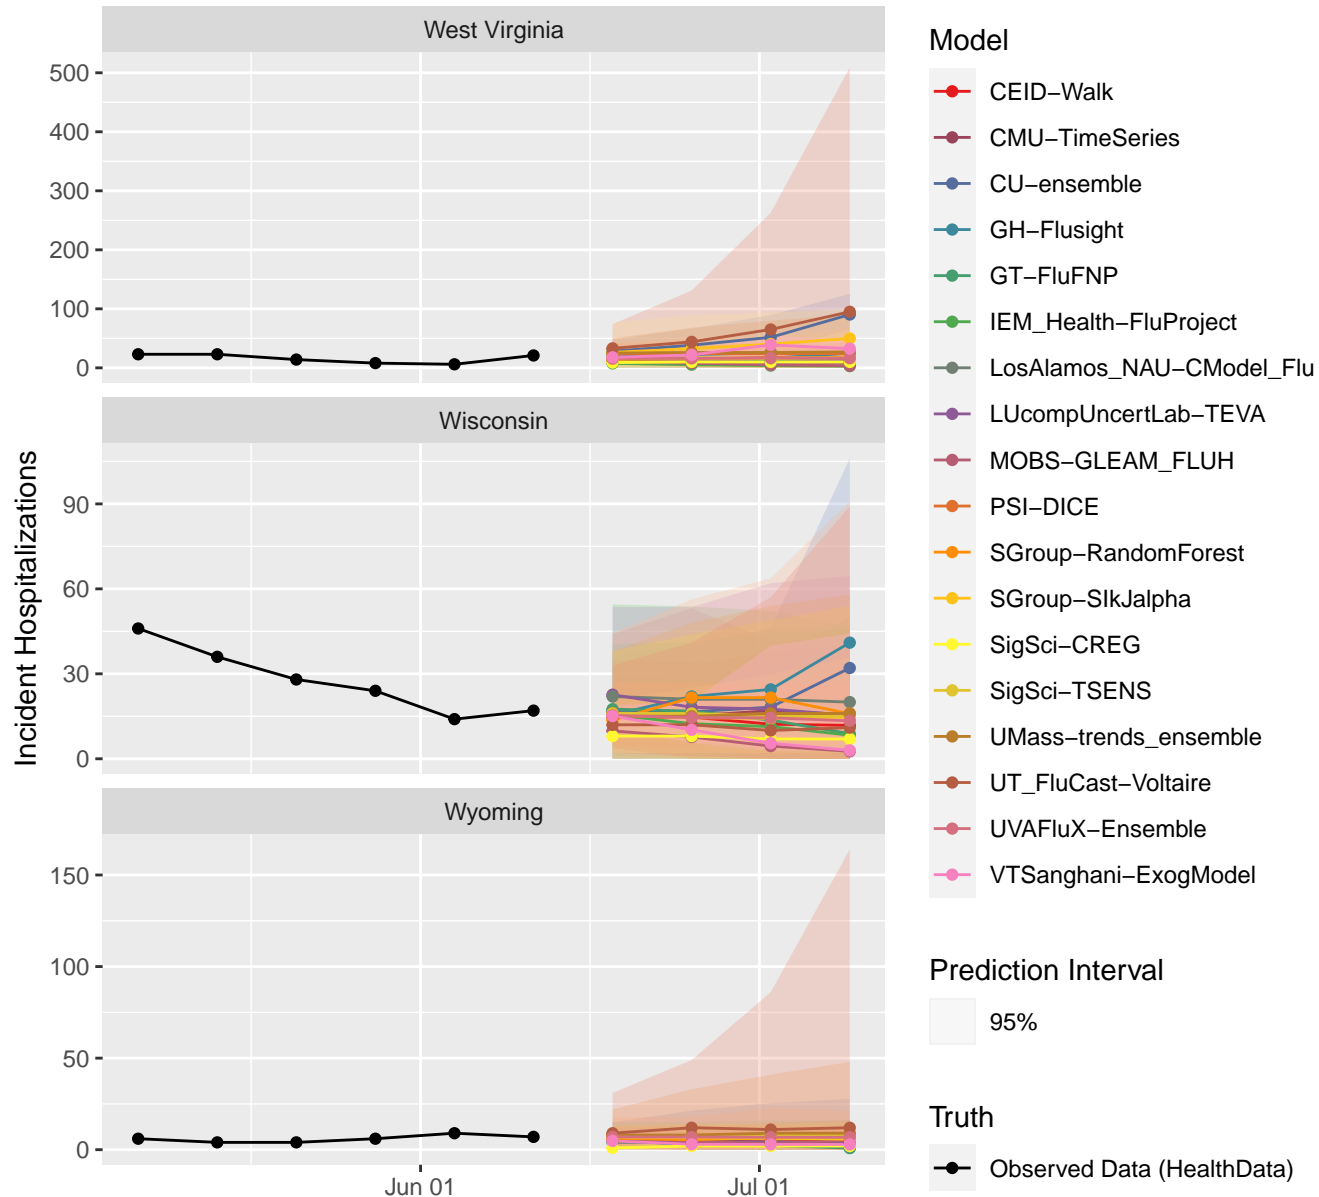 West Virginia
500
400
300
200
100
0
Wisconsin
90
60
30
0
Wyoming
150
100
50
0
Jun 01
Jul 01
Incident Hospitalizations
Model
CEID−Walk
CMU−TimeSeries
CU−ensemble
GH−Flusight
GT−FluFNP
IEM_Health−FluProject
LosAlamos_NAU−CModel_Flu
LUcompUncertLab−TEVA
MOBS−GLEAM_FLUH
PSI−DICE
SGroup−RandomForest
SGroup−SIkJalpha
SigSci−CREG
SigSci−TSENS
UMass−trends_ensemble
UT_FluCast−Voltaire
UVAFluX−Ensemble
VTSanghani−ExogModel
Prediction Interval
95%
Truth
Observed Data (HealthData)